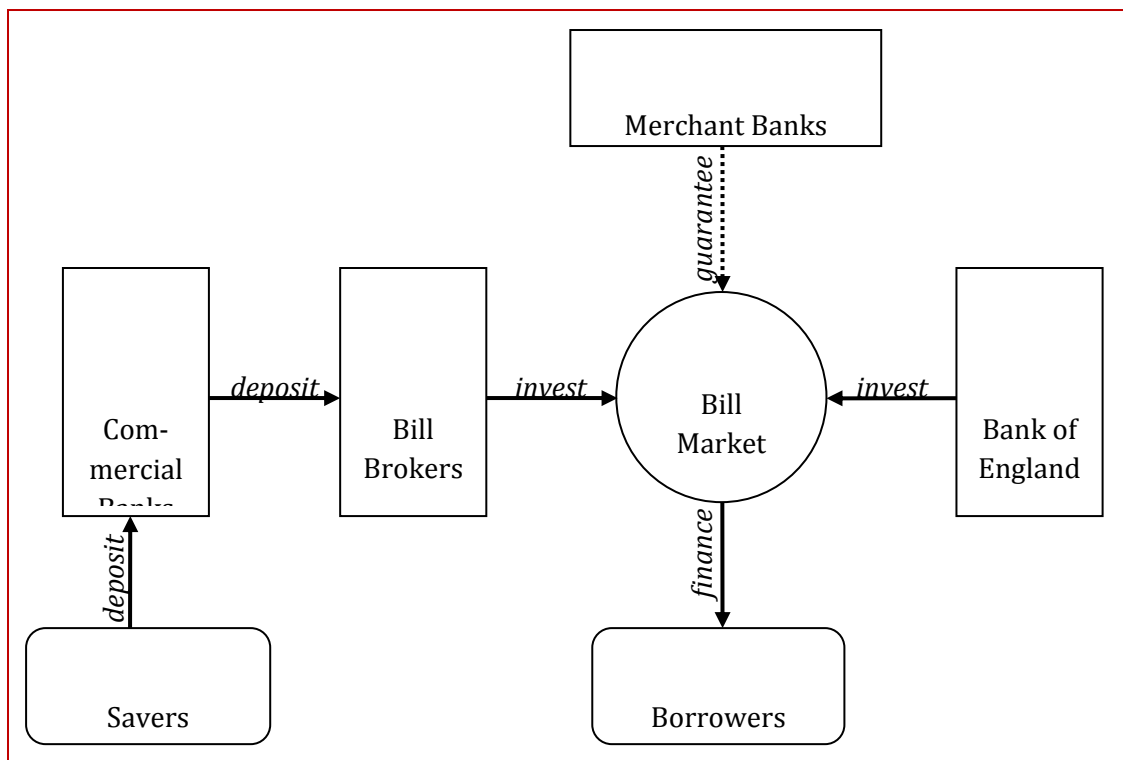 Merchant Banks
guarantee
deposit
invest
invest
Com-
mercial
Banks
Bill
Brokers
Bill
Market
Bank of
England
deposit
finance
Savers
Borrowers